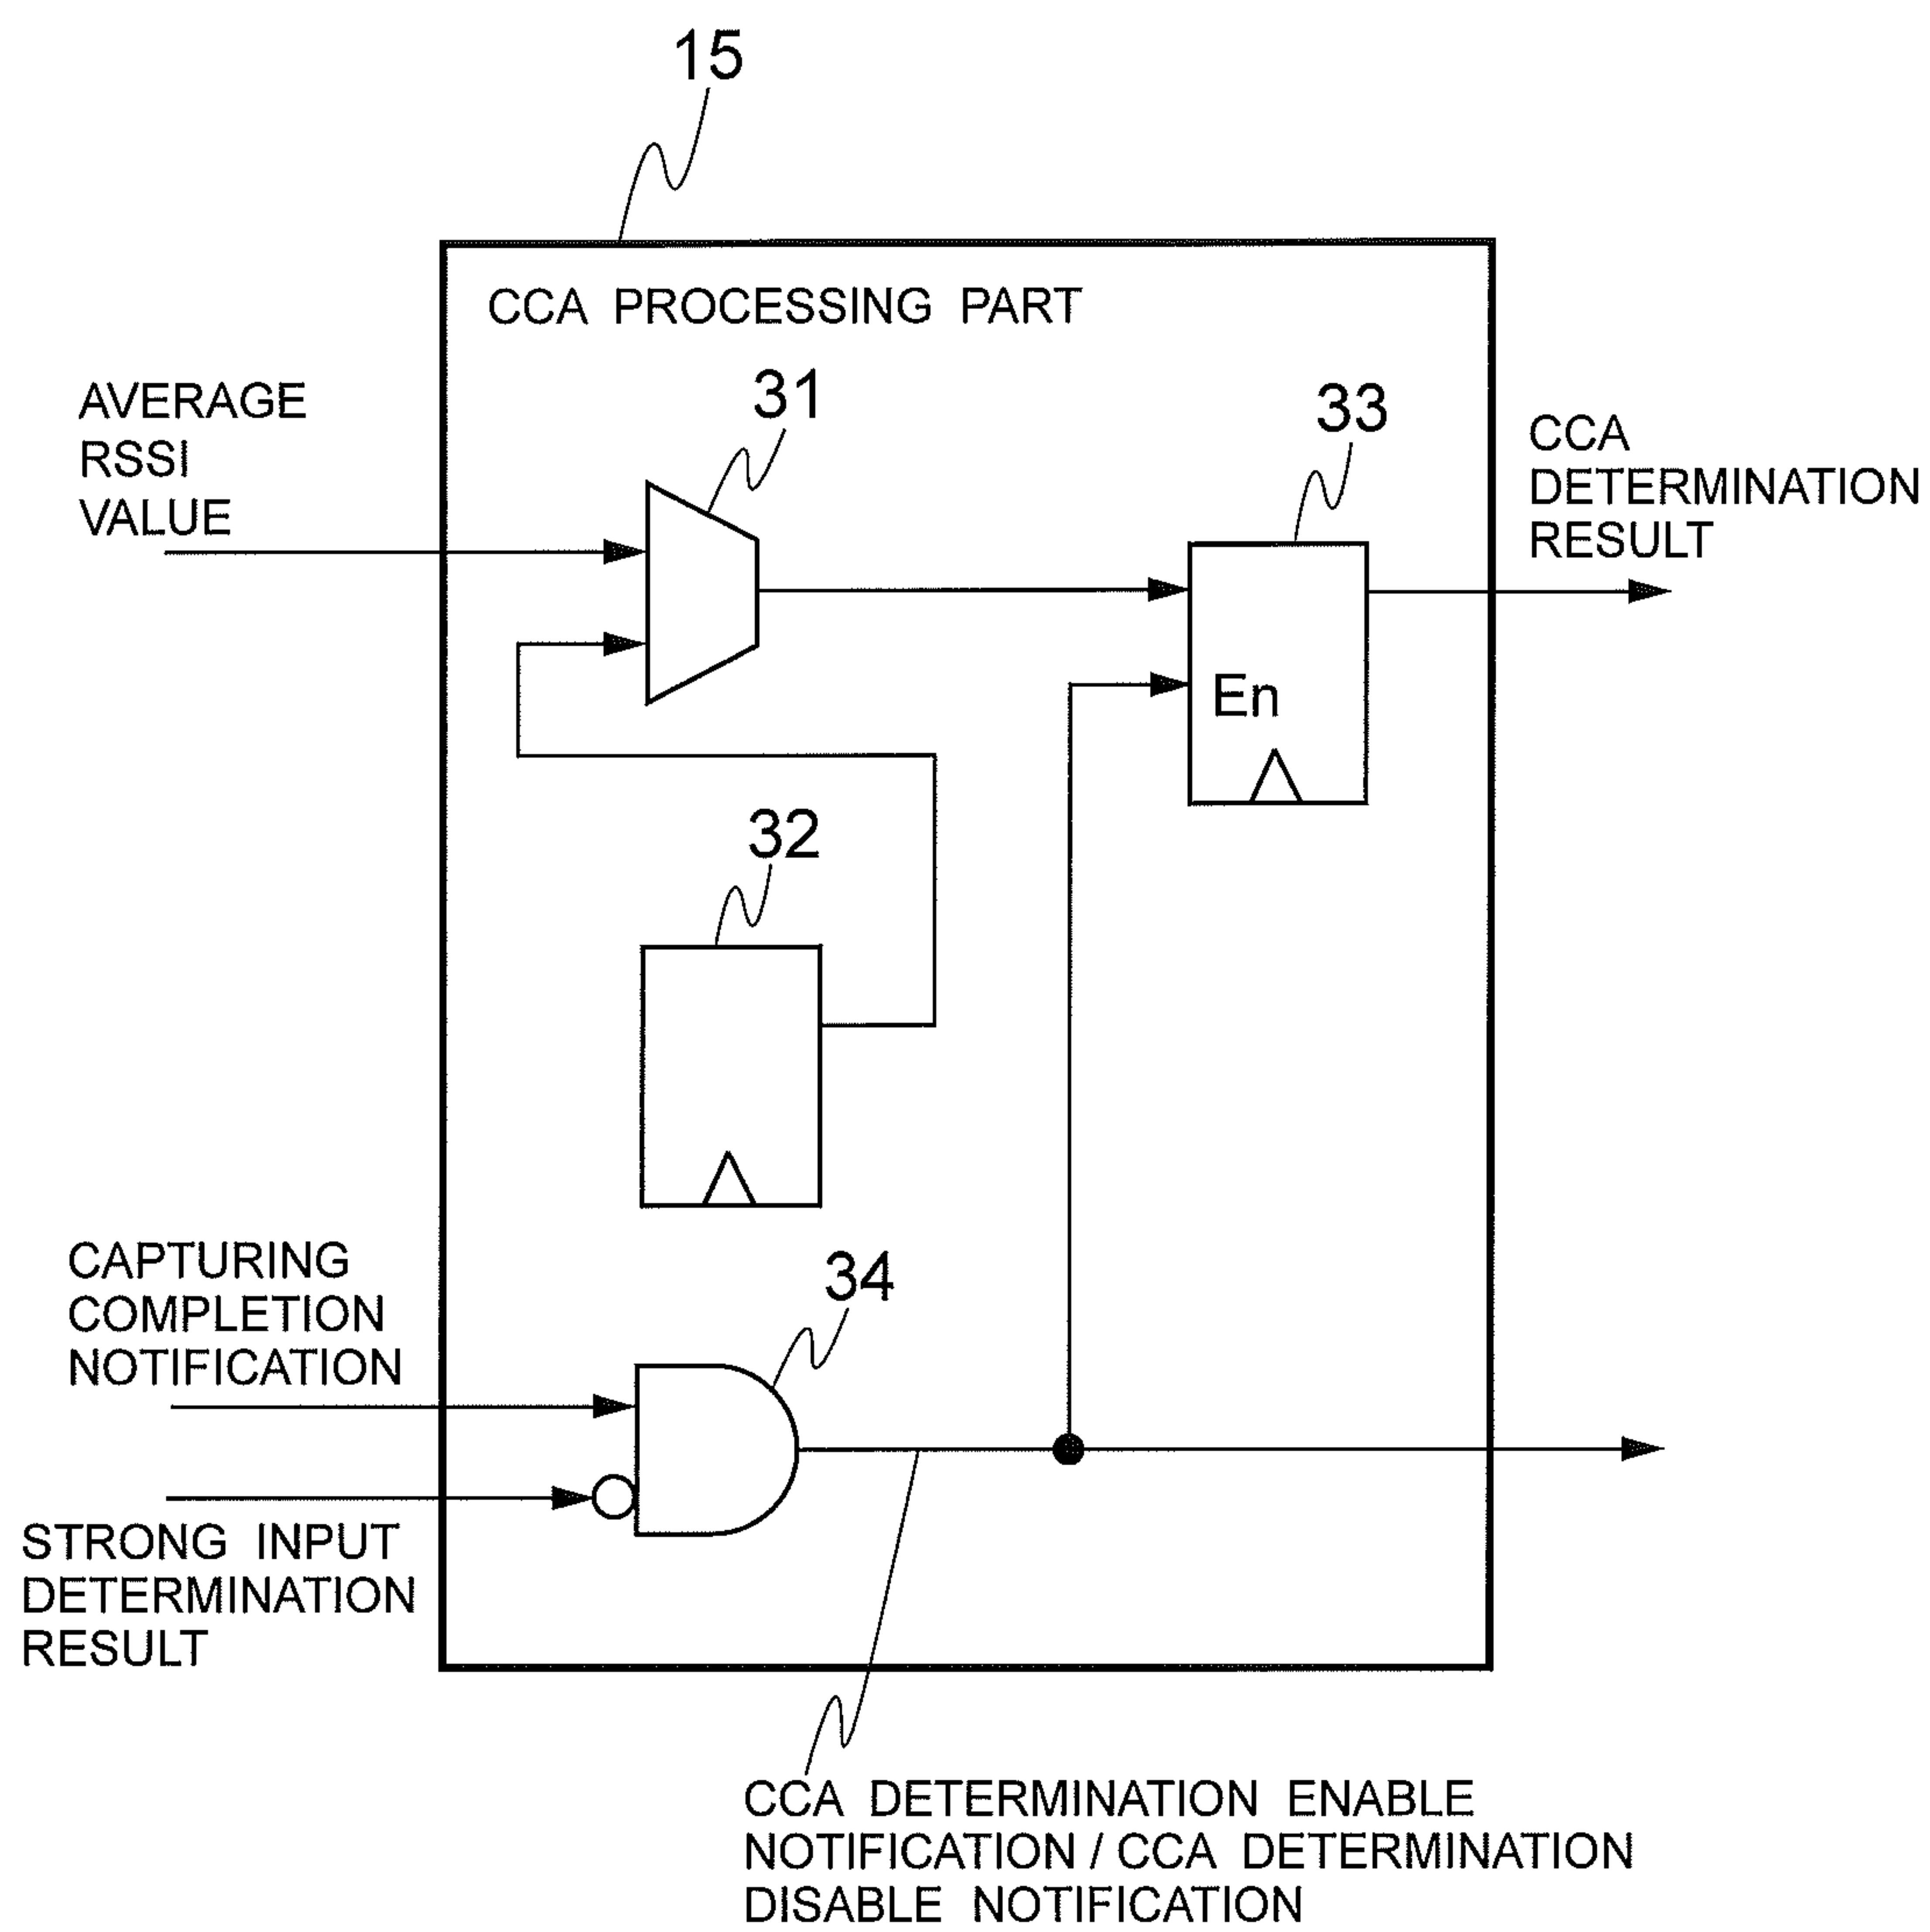 15
CCA PROCESSING PART
AVERAGE
RSSI
VALUE
31
33
CCA
DETERMINATION
RESULT
En
32
CAPTURING
COMPLETION
NOTIFICATION
34
STRONG INPUT
DETERMINATION
RESULT
CCA DETERMINATION ENABLE
NOTIFICATION / CCA DETERMINATION
DISABLE NOTIFICATION